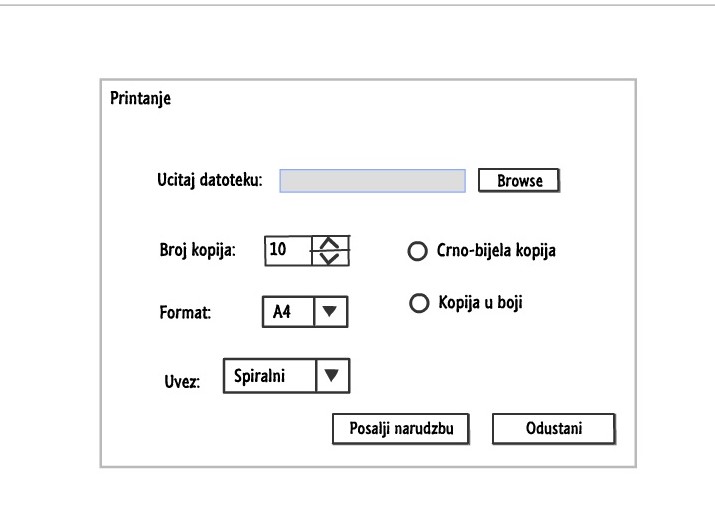 Printanje
Ucitaj datoteku: Browse
Broj kopija: 10 Crno-bijela kopija
Format: A4 Kopija u boji
Uvez: Spiralni
Posalji narudzbu Odustani